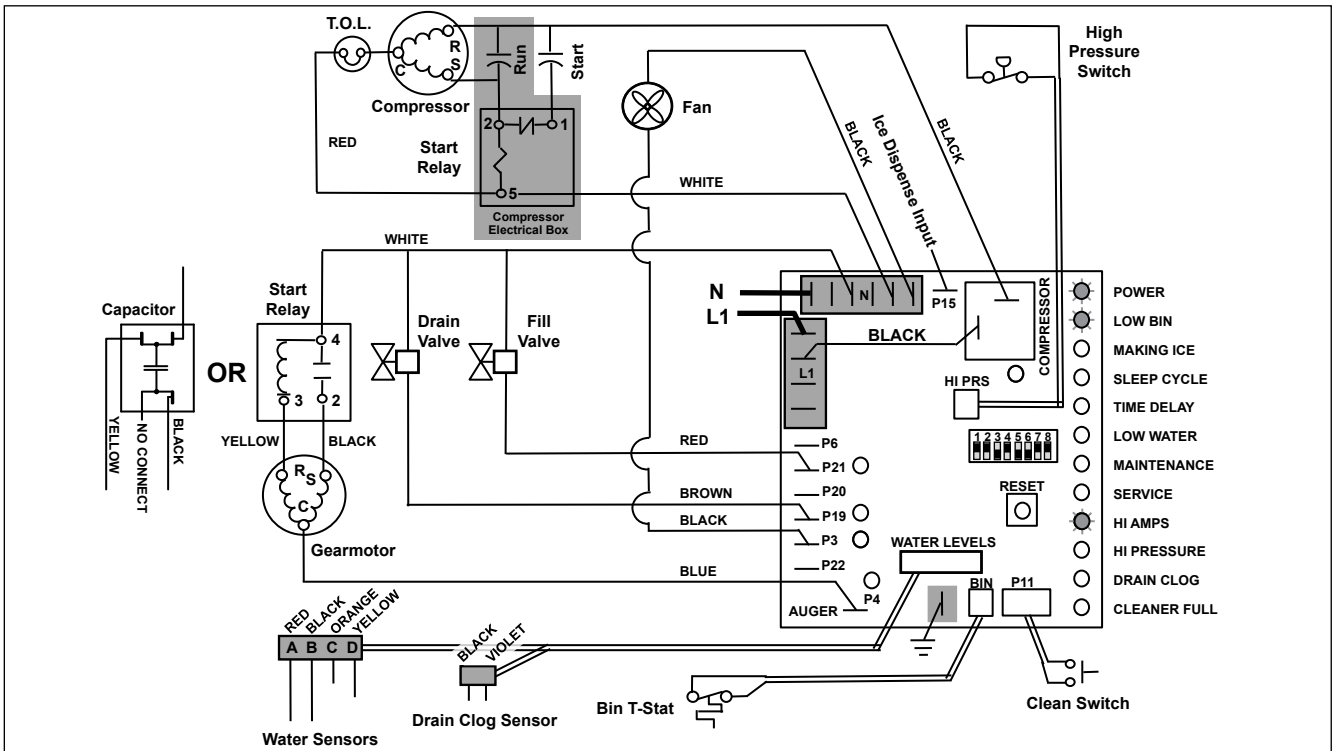 T.O.L.
R
S
C
Compressor
Run
Start
2
1
Start
Relay
5
Compressor
Electrical Box
RED
Fan
BLACK
Ice Dispense Input
BLACK
High
Pressure
Switch
WHITE
WHITE
Capacitor
YELLOW
NO CONNECT
BLACK
OR
Start
Relay
4
3
2
YELLOW
BLACK
R
S
C
Gearmotor
Drain
Valve
Fill
Valve
N
L1
N
P15
BLACK
L1
COMPRESSOR
HI PRS
1 2 3 4 5 6 7 8
RESET
RED
BROWN
BLACK
BLUE
P6
P21
P20
P19
P3
P22
P4
AUGER
WATER LEVELS
BIN
P11
POWER
LOW BIN
MAKING ICE
SLEEP CYCLE
TIME DELAY
LOW WATER
MAINTENANCE
SERVICE
HI AMPS
HI PRESSURE
DRAIN CLOG
CLEANER FULL
RED
BLACK
ORANGE
YELLOW
A B C D
Water Sensors
BLACK
VIOLET
Drain Clog Sensor
Bin T-Stat
Clean Switch